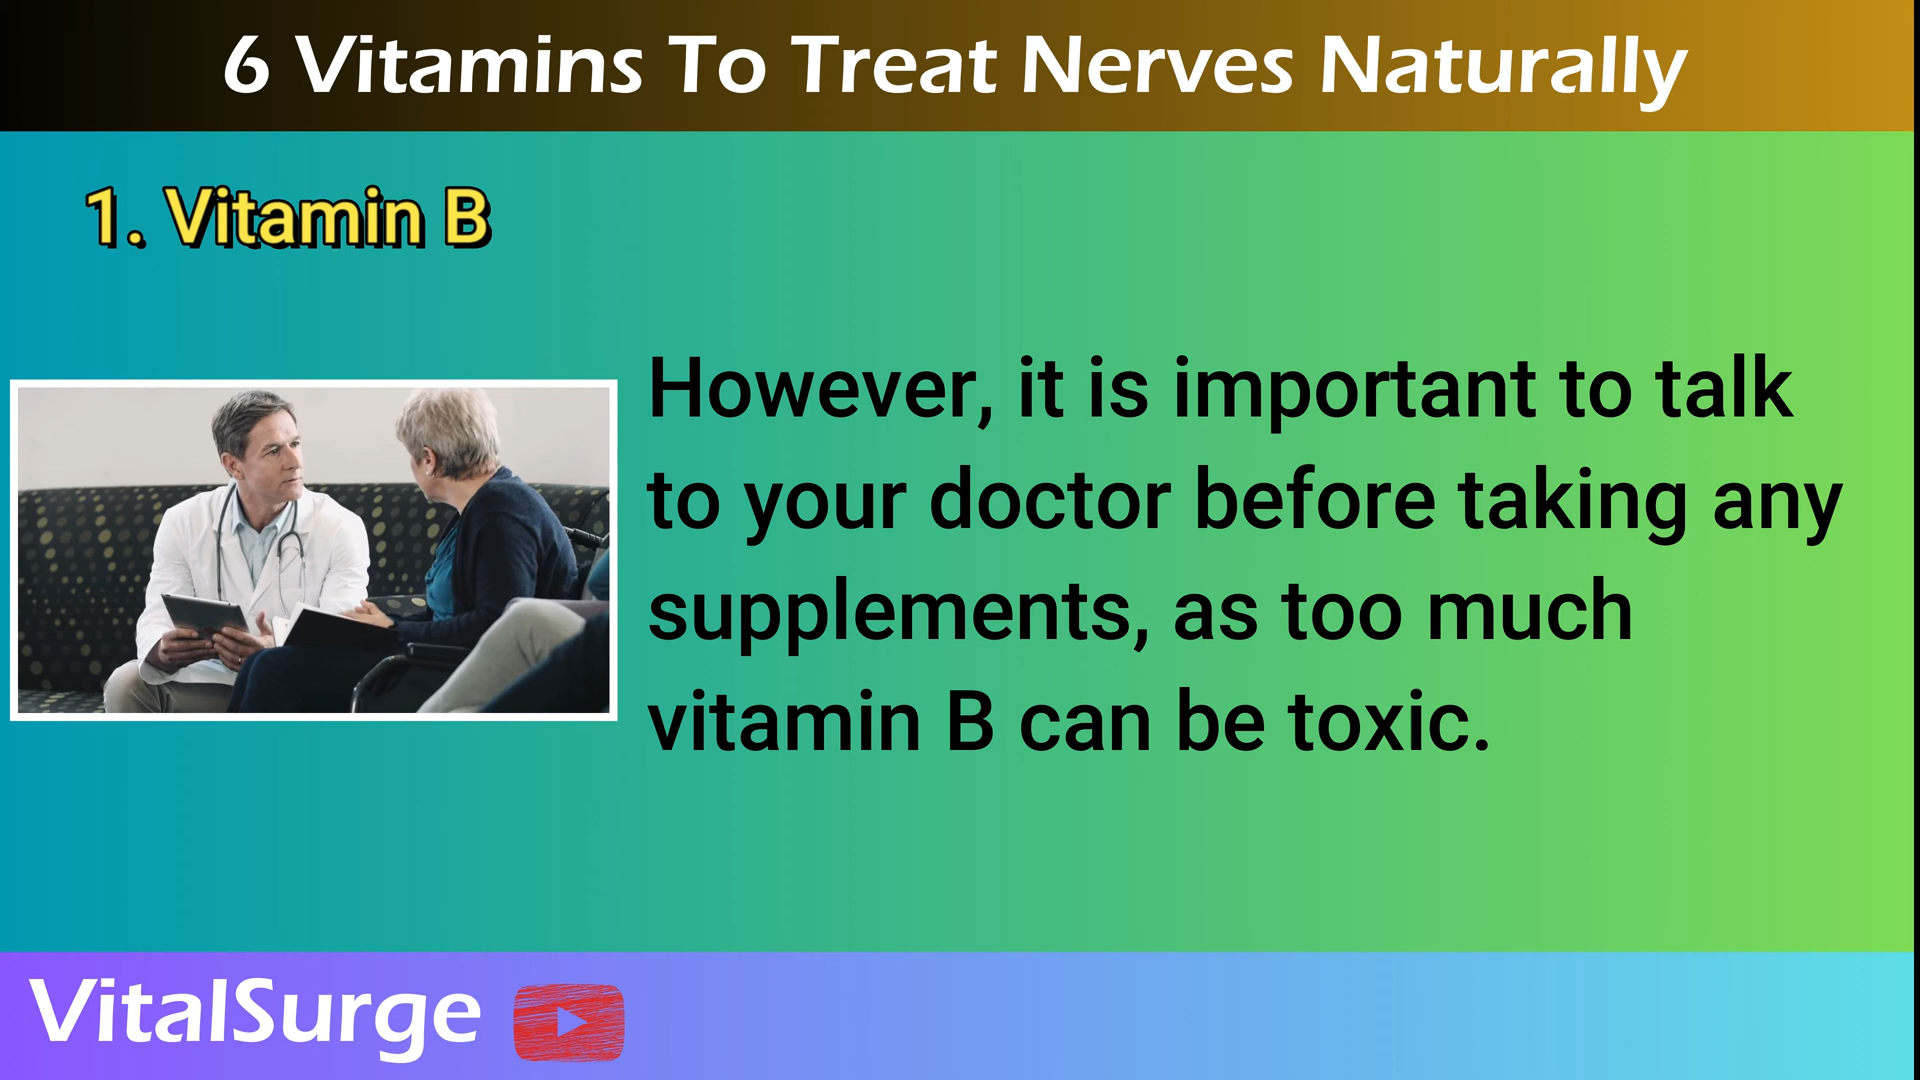 6 Vitamins To Treat Nerves Naturally
1. Vitamin B
However, it is important to talk
to your doctor before taking any
supplements, as too much
vitamin B can be toxic.
VitalSurge